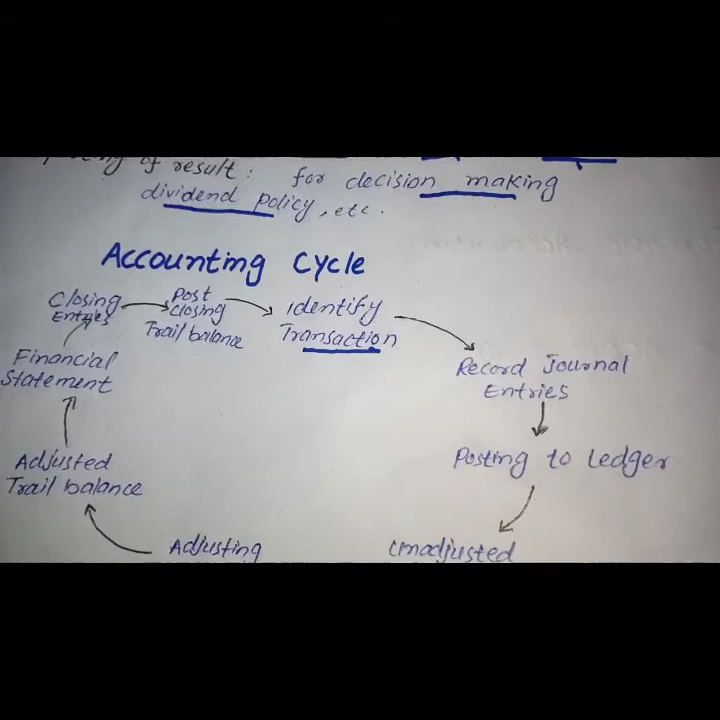 of result: for decision making
dividend policy, etc.
Accounting Cycle
Closing
Entries
Post
Closing
Trail balance
Identify
Transaction
Record Journal
Entries
Posting to Ledger
Unadjusted
Adjusting
Adjusted
Trail balance
Financial
Statement